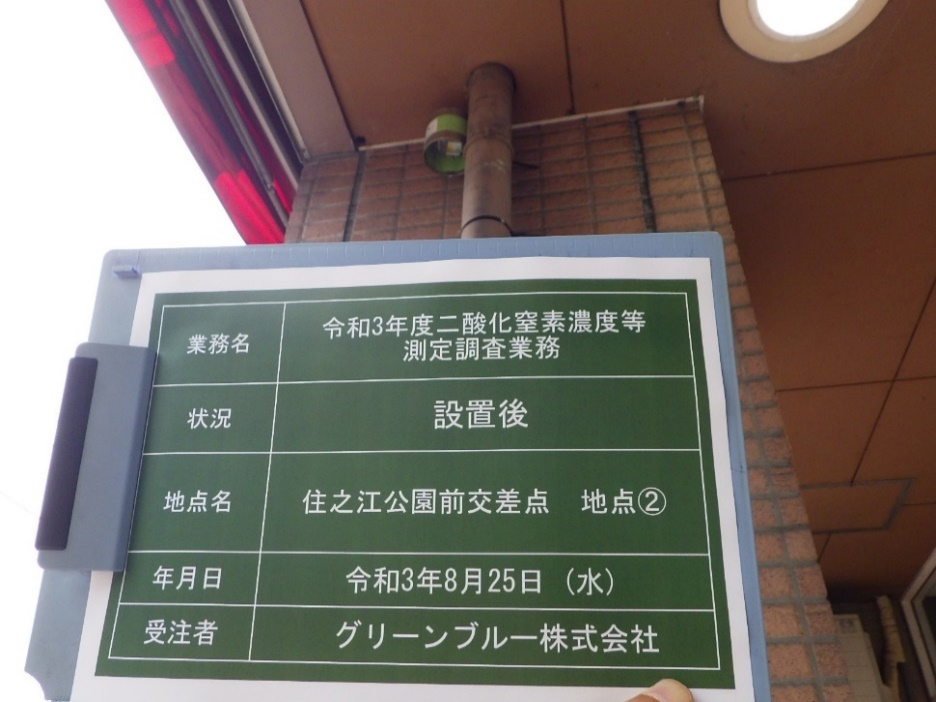 業務名
令和3年度二酸化窒素濃度等
測定調査業務
状況
設置後
地点名
住之江公園前交差点　地点②
年月日
令和3年8月25日（水）
受注者
グリーンブルー株式会社